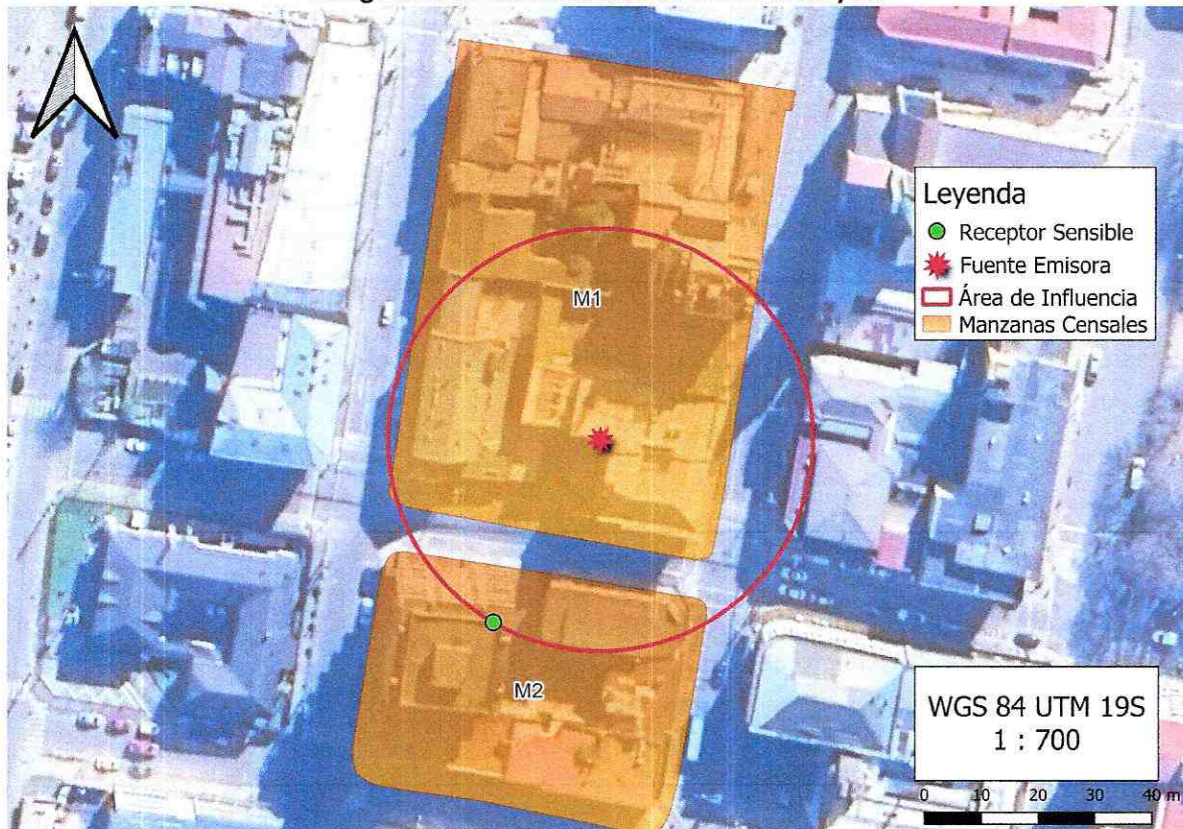 Leyenda
Receptor Sensible
Fuente Emisora
Área de Influencia
Manzanas Censales
M1
M2
WGS 84 UTM 19S
1 : 700
0 10 20 30 40 m